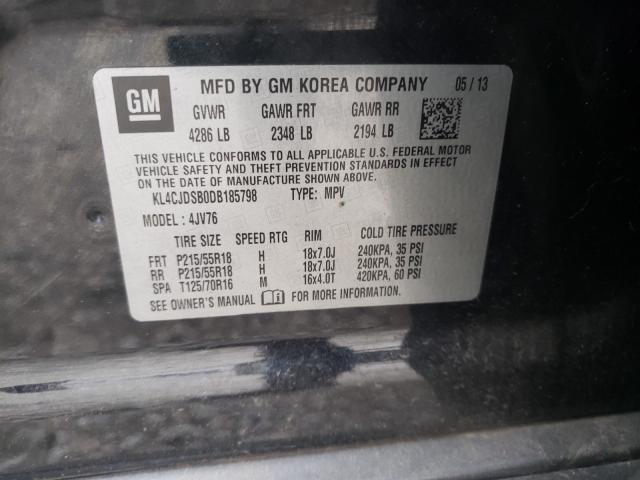 GM MFD BY GM KOREA COMPANY 05/13
GVWR GAWR FRT GAWR RR
4286 LB 2348 LB 2194 LB
THIS VEHICLE CONFORMS TO ALL APPLICABLE U.S. FEDERAL MOTOR
VEHICLE SAFETY AND THEFT PREVENTION STANDARDS IN EFFECT
ON THE DATE OF MANUFACTURE SHOWN ABOVE.
KL4CJDSB0DB185798 TYPE: MPV
MODEL: 4JV76
TIRE SIZE SPEED RTG RIM COLD TIRE PRESSURE
FRT P215/55R18 H 18x7.0J 240KPA, 35 PSI
RR P215/55R18 H 18x7.0J 240KPA, 35 PSI
SPA T125/70R16 M 16x4.0T 420KPA, 60 PSI
SEE OWNER'S MANUAL FOR MORE INFORMATION.